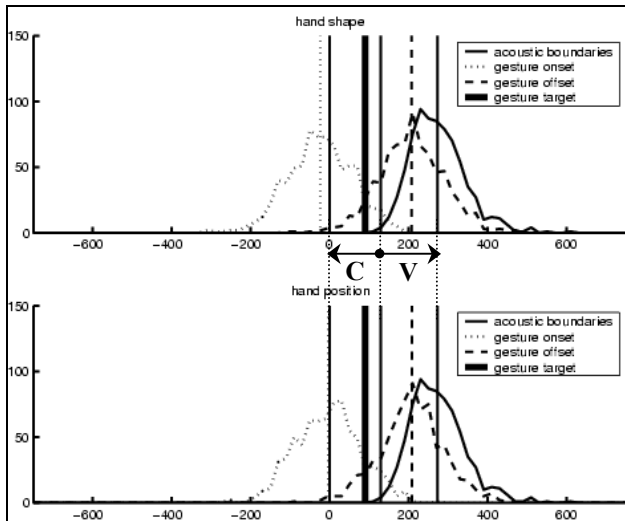 hand shape
150
100
50
0
acoustic boundaries
gesture onset
gesture offset
gesture target
−600 −400 −200 0 200 400 600
C V
hand position
150
100
50
0
acoustic boundaries
gesture onset
gesture offset
gesture target
−600 −400 −200 0 200 400 600